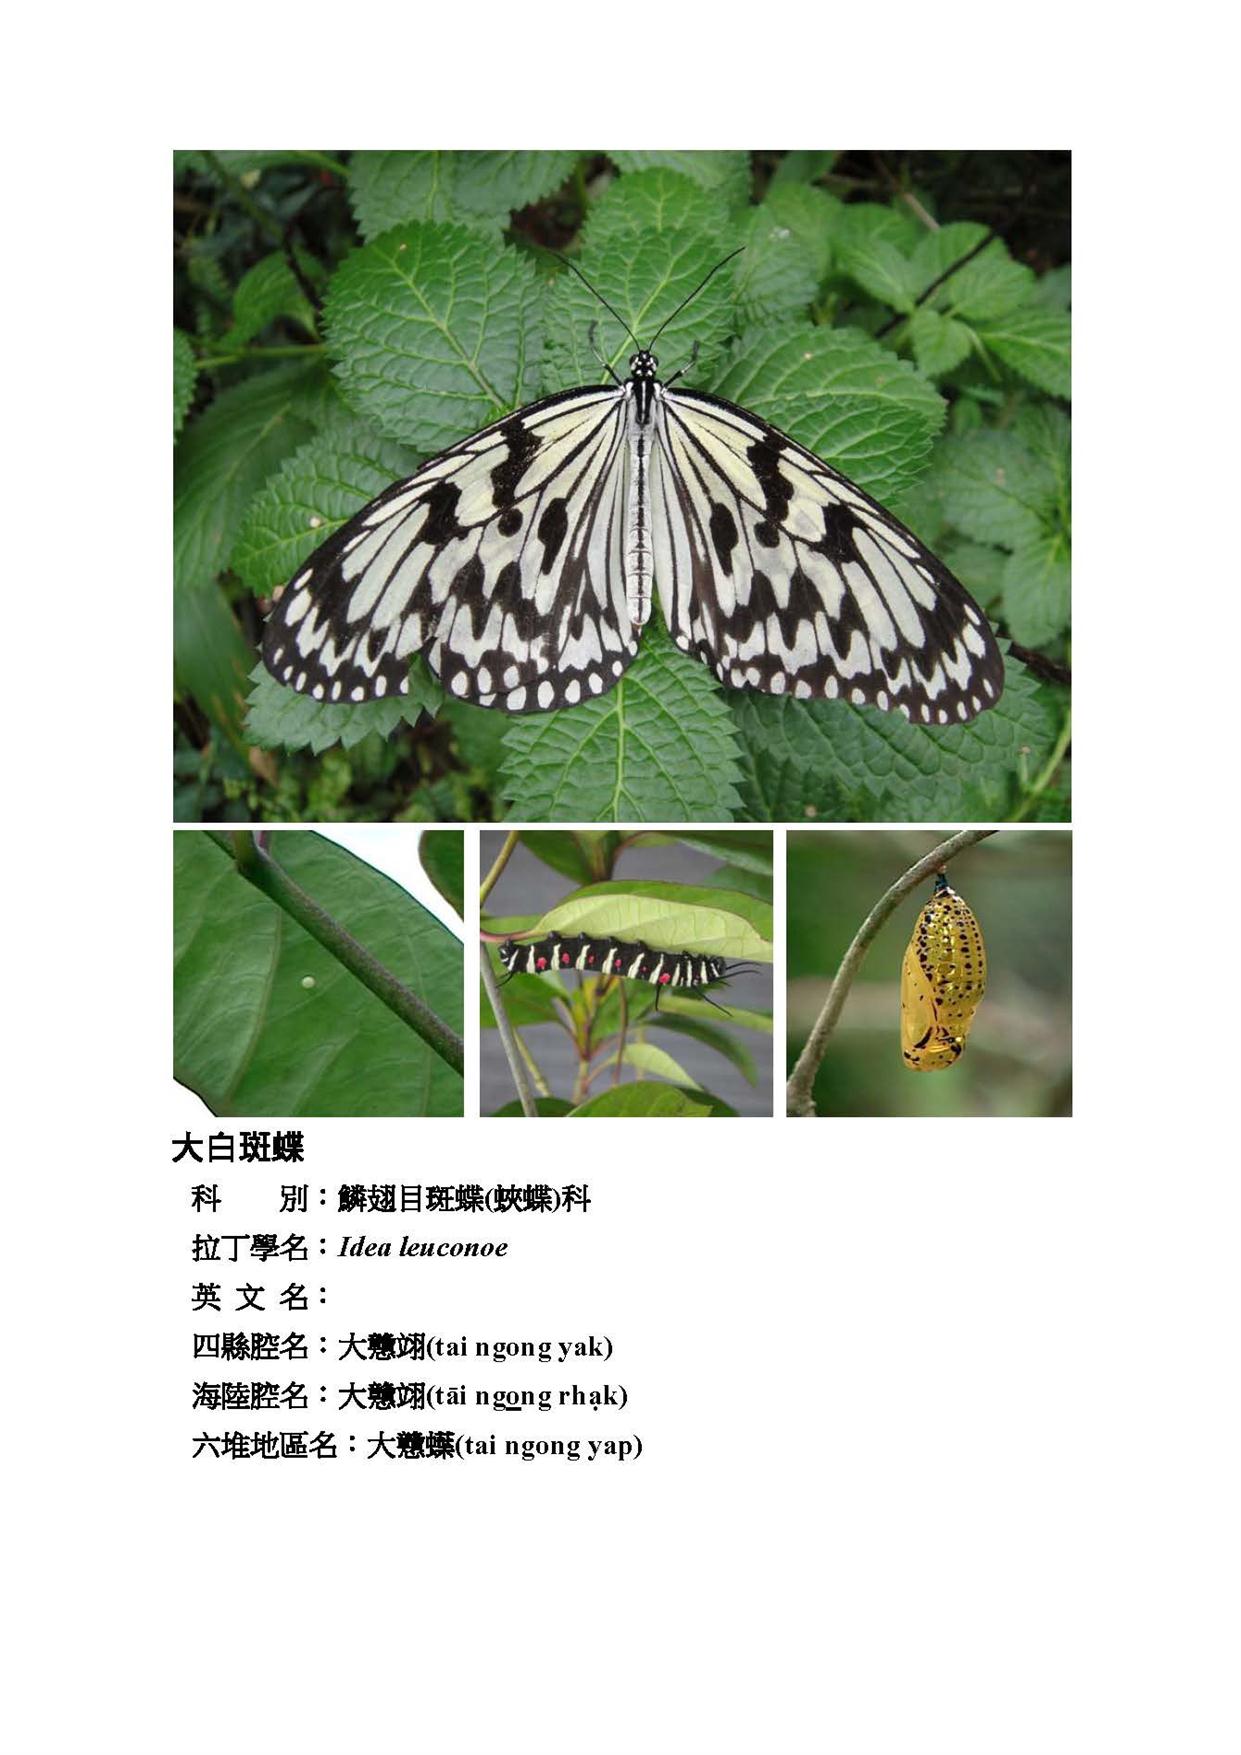 大白斑蝶
科　　別：鱗翅目斑蝶(蛺蝶)科
拉丁學名：Idea leuconoe
英 文 名：
四縣腔名：大戇翊(tai ngong yak)
海陸腔名：大戇翊(tāi ngo̲ng rhạk)
六堆地區名：大戇蝶(tai ngong yap)